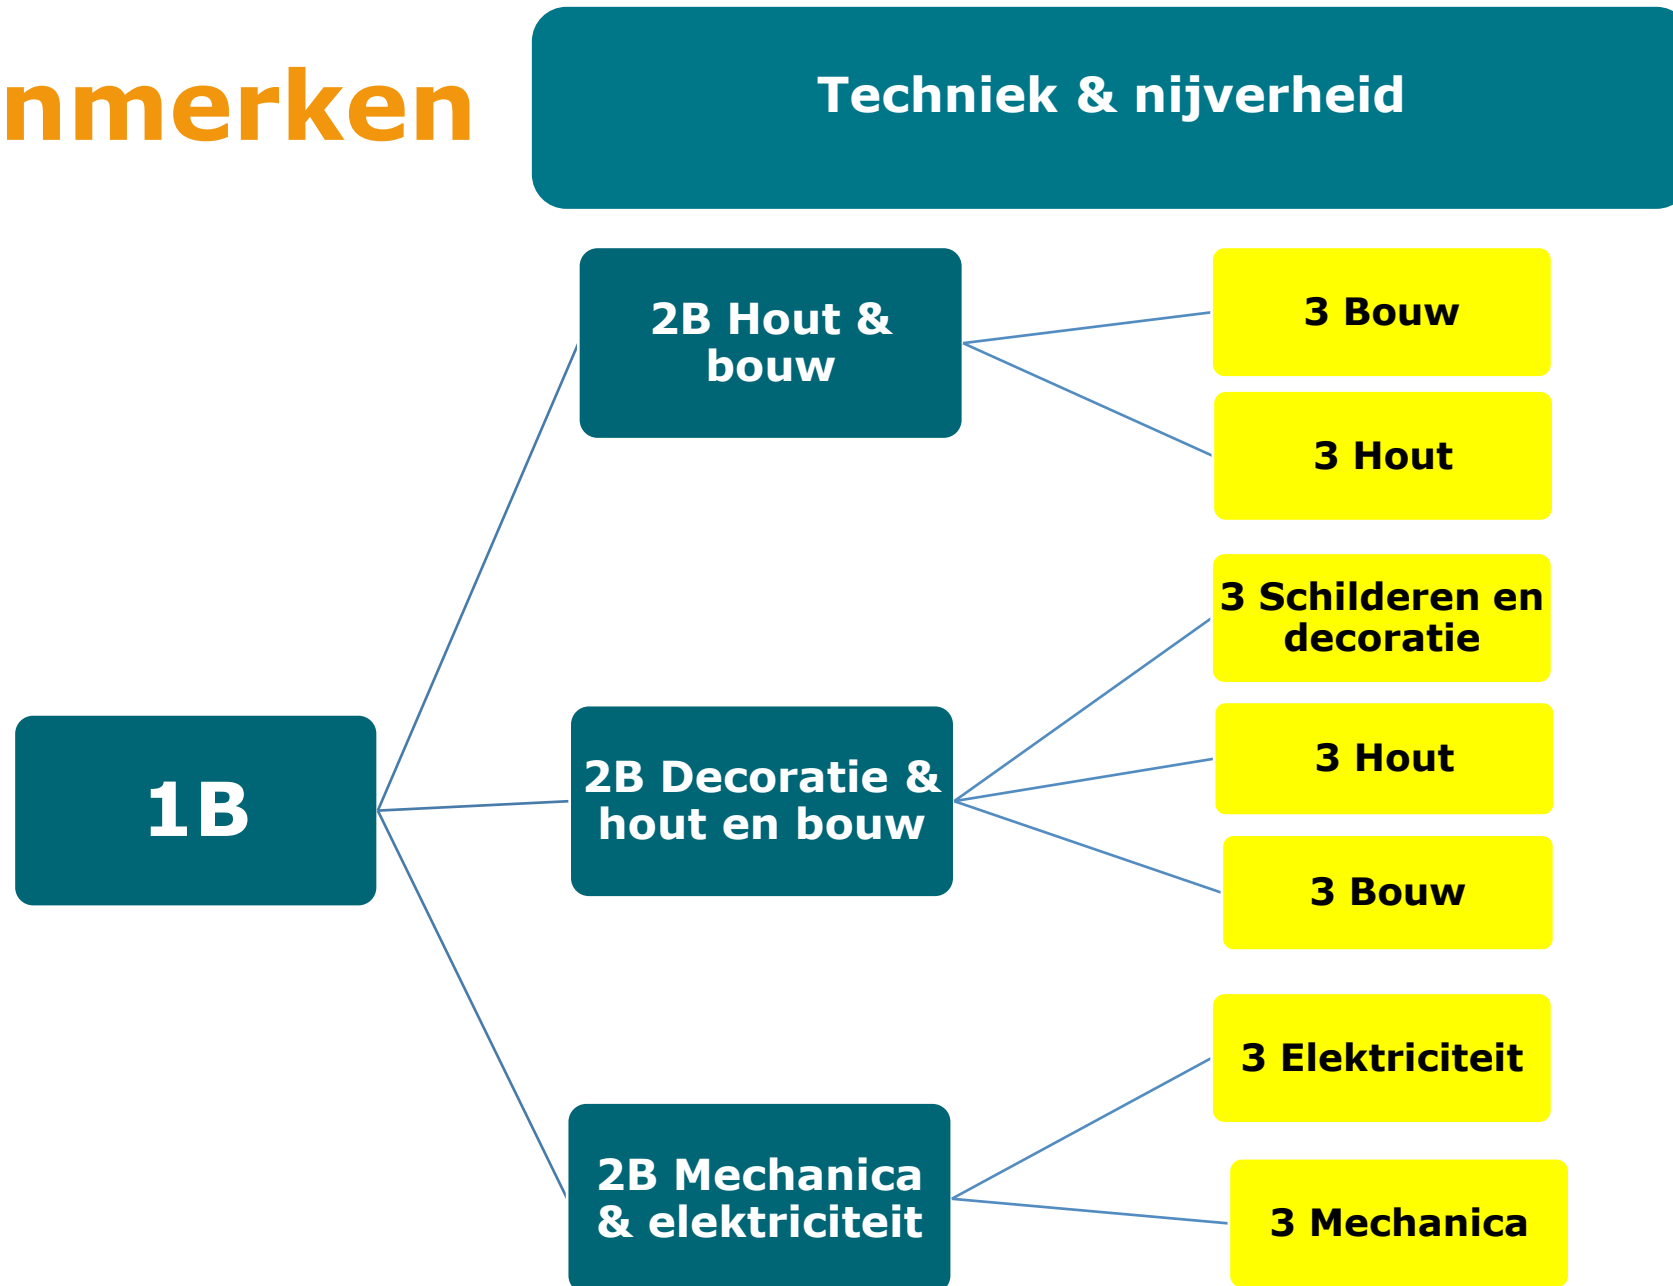 nmerken
Techniek & nijverheid
2B Hout &
bouw
3 Bouw
3 Hout
3 Schilderen en
decoratie
1B
2B Decoratie &
hout en bouw
3 Hout
3 Bouw
2B Mechanica
& elektriciteit
3 Elektriciteit
3 Mechanica